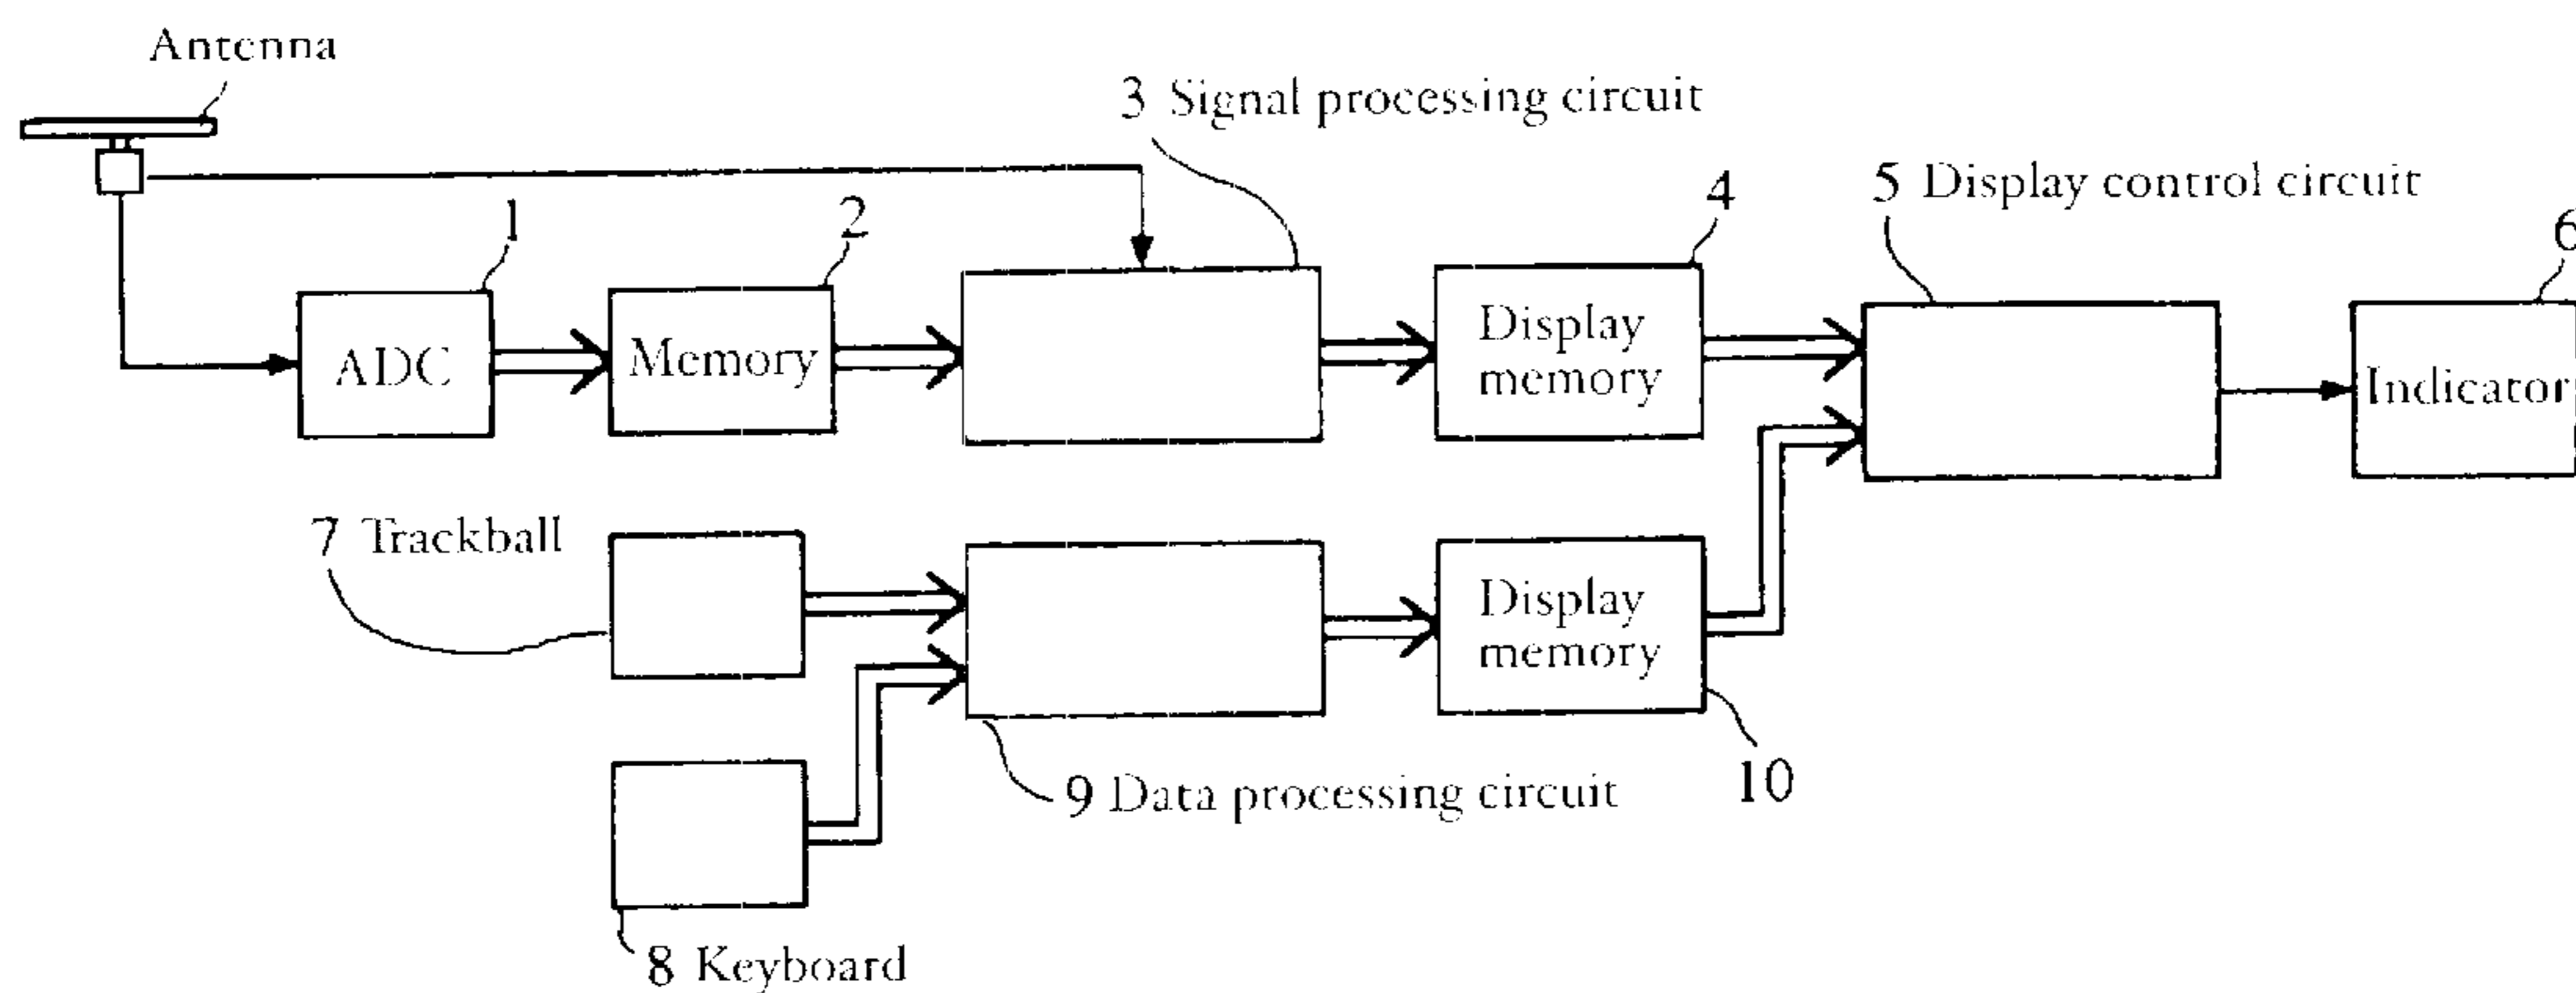 Antenna
3 Signal processing circuit
4
5 Display control circuit
6
1
2
ADC
Memory
Display
memory
Indicator
7 Trackball
Display
memory
9 Data processing circuit
10
8 Keyboard